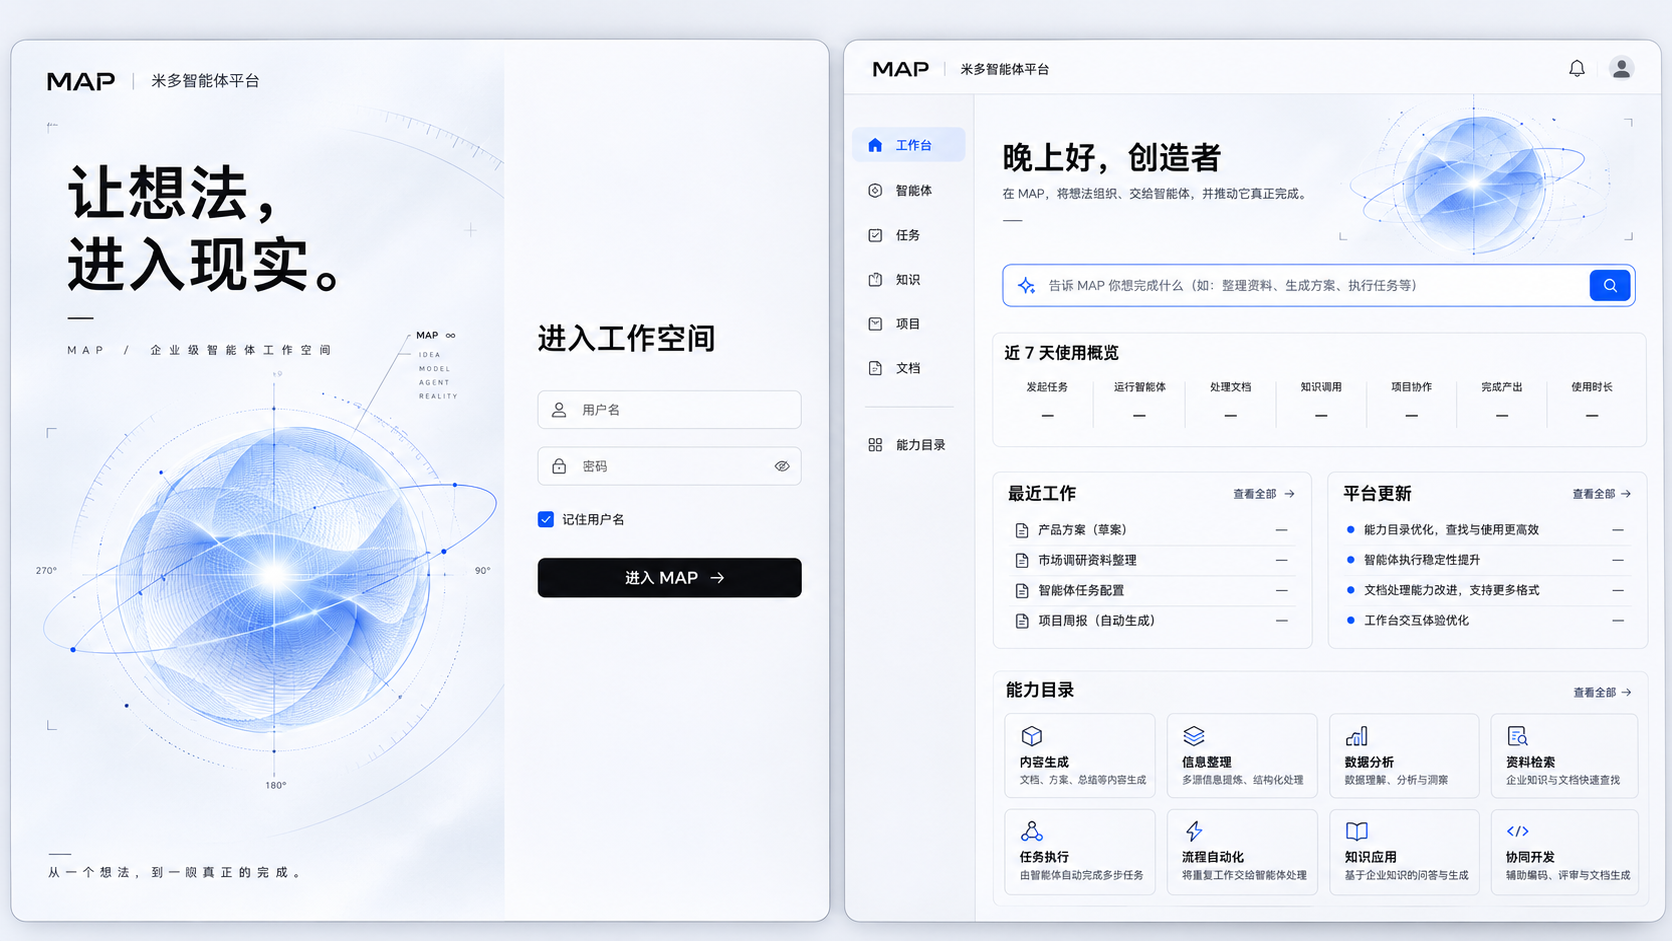 MAP | 米多智能体平台
让想法，
进入现实。
MAP / 企业级智能体工作空间
MAP ∞
IDEA
MODEL
AGENT
REALITY
270°
90°
180°
从一个想法，到一
真正的完成。
进入工作空间
用户名
密码
记住用户名
进入 MAP →
MAP | 米多智能体平台
工作台
智能体
任务
知识
项目
文档
能力目录
晚上好，创造者
在 MAP，将想法组织、交给智能体，并推动它真正完成。
告诉 MAP 你想完成什么（如：整理资料、生成方案、执行任务等）
近 7 天使用概览
发起任务 运行智能体 处理文档 知识调用 项目协作 完成产出 使用时长
— — — — — — —
最近工作 查看全部 →
产品方案（草案） —
市场调研资料整理 —
智能体任务配置 —
项目周报（自动生成） —
平台更新 查看全部 →
能力目录优化，查找与使用更高效 —
智能体执行稳定性提升 —
文档处理能力改进，支持更多格式 —
工作台交互体验优化 —
能力目录 查看全部 →
内容生成
文档、方案、总结等内容生成
信息整理
多源信息提炼、结构化处理
数据分析
数据理解、分析与洞察
资料检索
企业知识与文档快速查找
任务执行
由智能体自动完成多步任务
流程自动化
将重复工作交给智能体处理
知识应用
基于企业知识的问答与生成
</> 协同开发
辅助编码、评审与文档生成